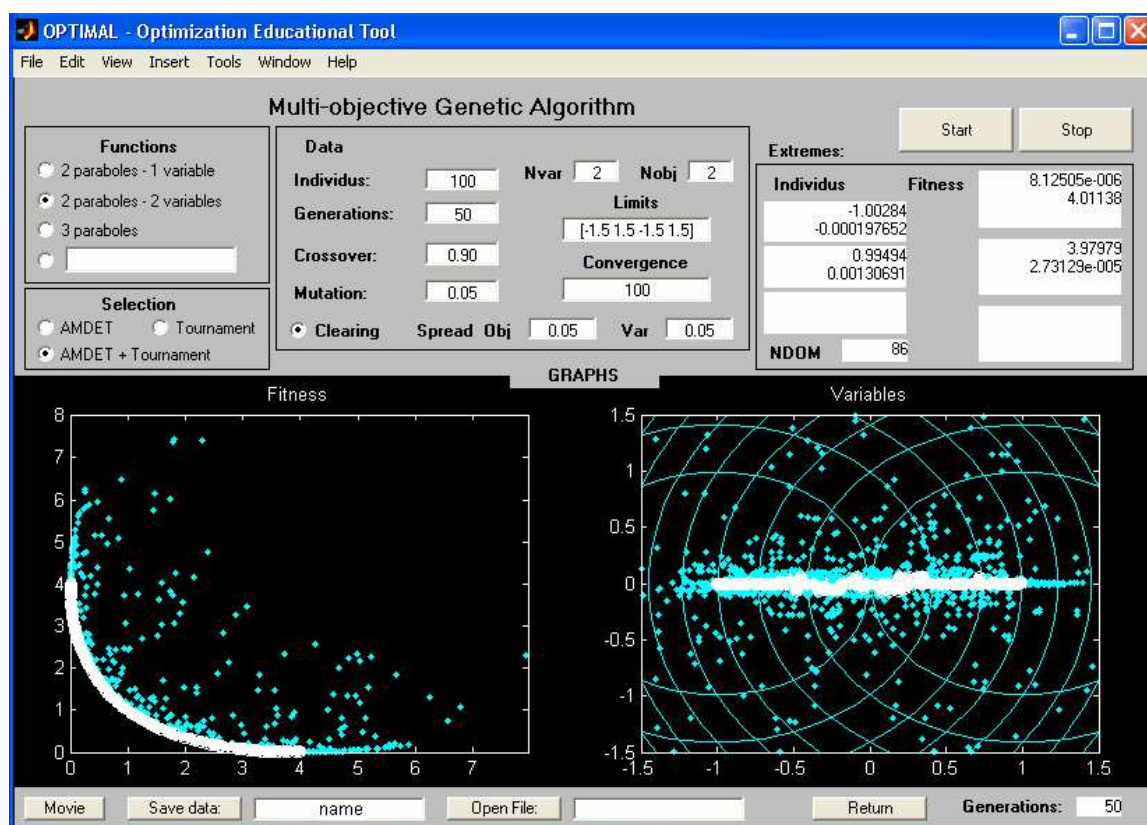 OPTIMAL - Optimization Educational Tool
File Edit View Insert Tools Window Help
Multi-objective Genetic Algorithm
Start
Stop
Functions
2 paraboles - 1 variable
2 paraboles - 2 variables
3 paraboles
Selection
AMDET
Tournament
AMDET + Tournament
Data
Individus: 100
Generations: 50
Crossover: 0.90
Mutation: 0.05
Nvar 2 Nobj 2
Limits
[-1.5 1.5 -1.5 1.5]
Convergence
100
Clearing Spread Obj 0.05 Var 0.05
Extremes:
Individus Fitness
-1.00284
-0.000197652
8.12505e-006
4.01138
0.99494
0.00130691
3.97979
2.73129e-005
NDOM 86
GRAPHS
Fitness
8
7
6
5
4
3
2
1
0
0 1 2 3 4 5 6 7
Variables
1.5
1
0.5
0
-0.5
-1
-1.5
-1.5 -1 -0.5 0 0.5 1 1.5
Movie
Save data:
name
Open File:
Return
Generations: 50